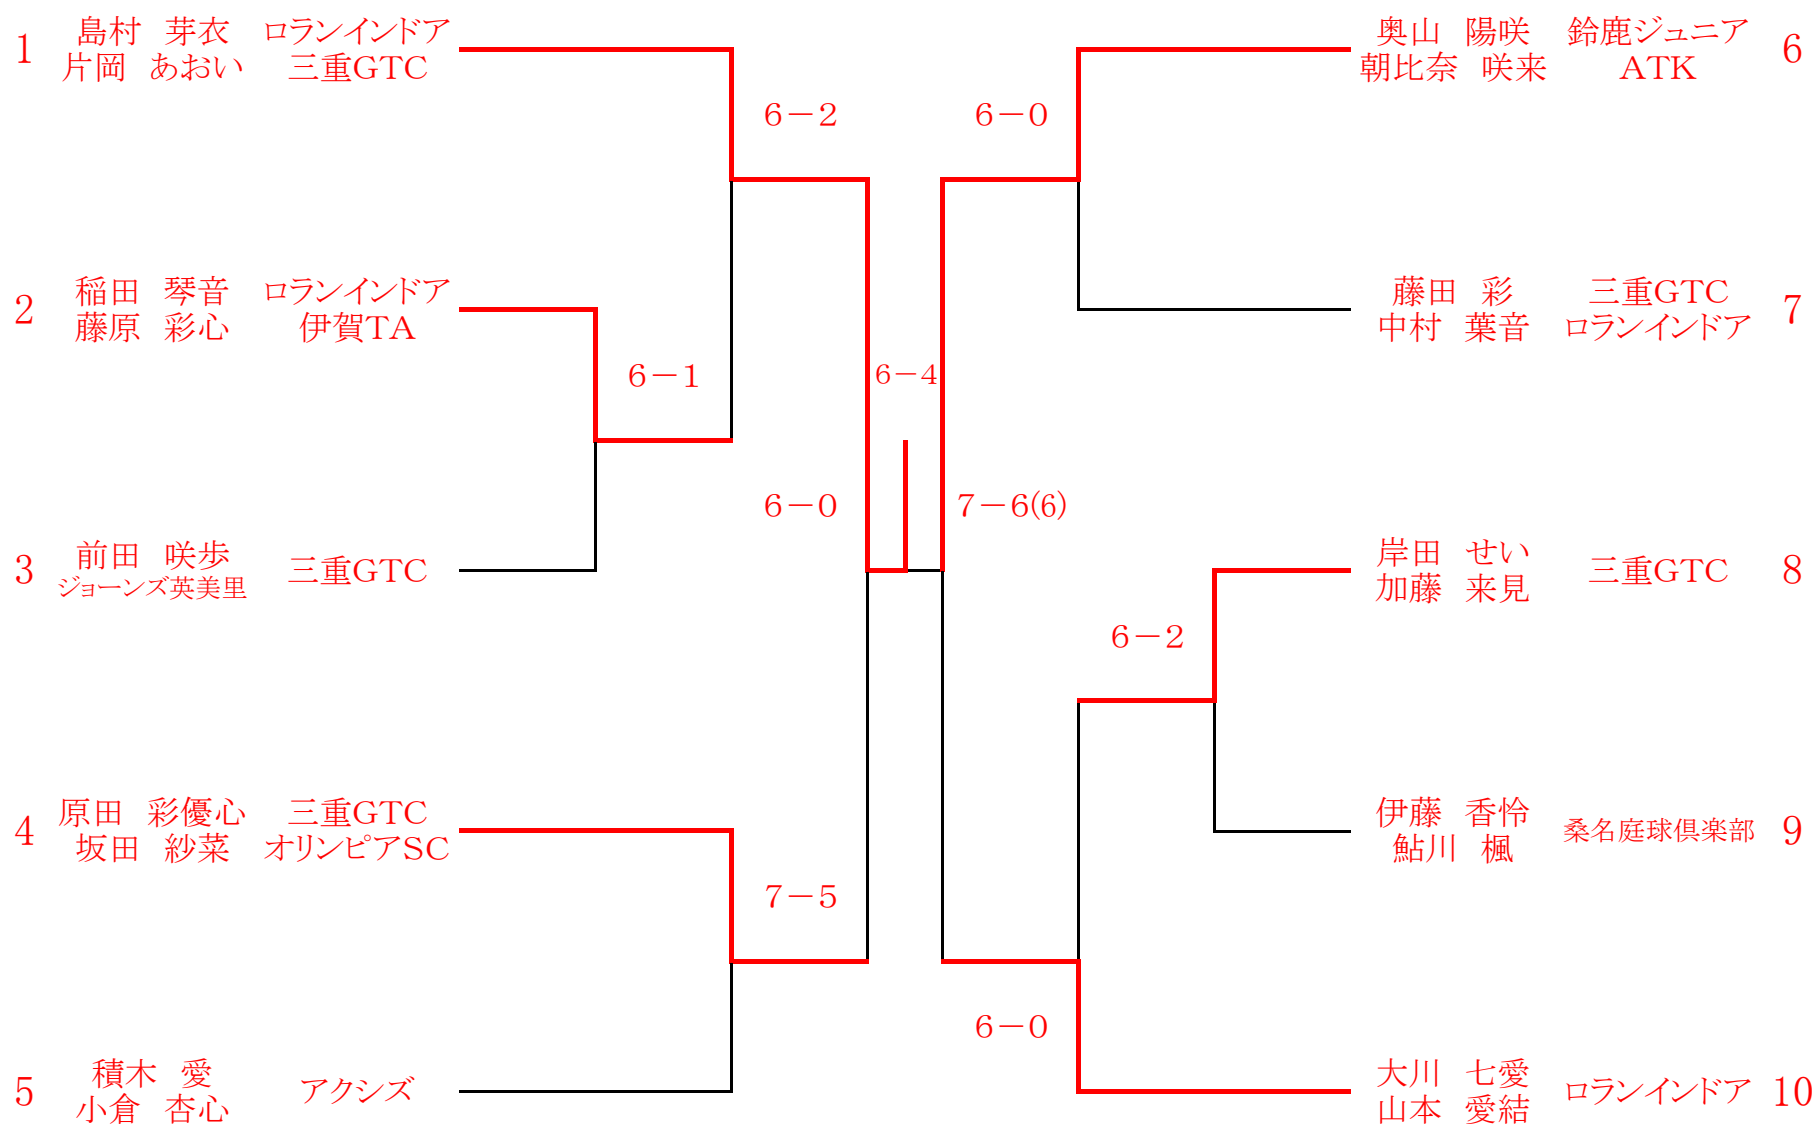 1 島村 芽衣 ロランインドア
片岡 あおい 三重GTC
2 稲田 琴音 ロランインドア
藤原 彩心 伊賀TA
3 前田 咲歩 三重GTC
ジョーンズ英美里
4 原田 彩優心 三重GTC
坂田 紗菜 オリンピアSC
5 積木 愛 アクシズ
小倉 杏心
6-2
6-1
6-0
7-5
6-4
6-0
7-6(6)
6-2
6-0
奥山 陽咲 鈴鹿ジュニア 6
朝比奈 咲来 ATK
藤田 彩 三重GTC 7
中村 葉音 ロランインドア
岸田 せい 三重GTC 8
加藤 来見
伊藤 香怜 桑名庭球倶楽部 9
鮎川 楓
大川 七愛 ロランインドア 10
山本 愛結